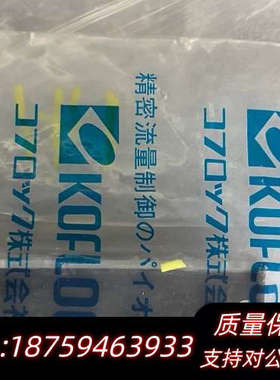 KOFLOC
コフロック株式会社
精密流量制御のパイオ
KOFLO
コフロック株式会社
质量保
:18759463933
支持对公